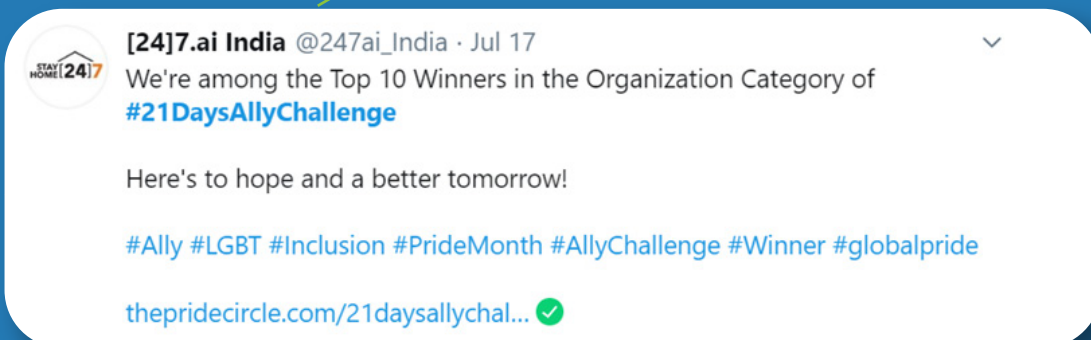 STAY
HOME[24]7
[24]7.ai India @247ai_India · Jul 17
We're among the Top 10 Winners in the Organization Category of
#21DaysAllyChallenge
Here's to hope and a better tomorrow!
#Ally #LGBT #Inclusion #PrideMonth #AllyChallenge #Winner #globalpride
thepridecircle.com/21daysallychal...